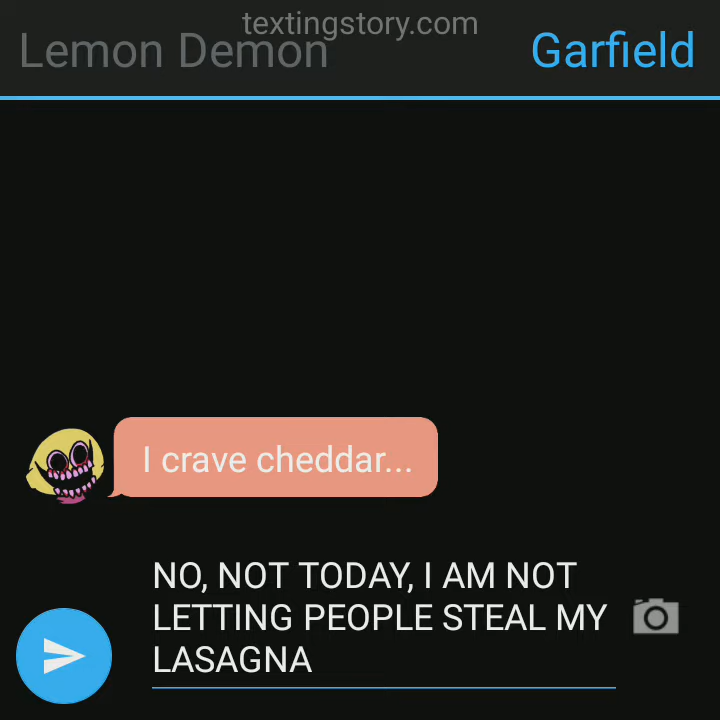 textingstory.com
Lemon Demon
Garfield
I crave cheddar...
NO, NOT TODAY, I AM NOT
LETTING PEOPLE STEAL MY
LASAGNA